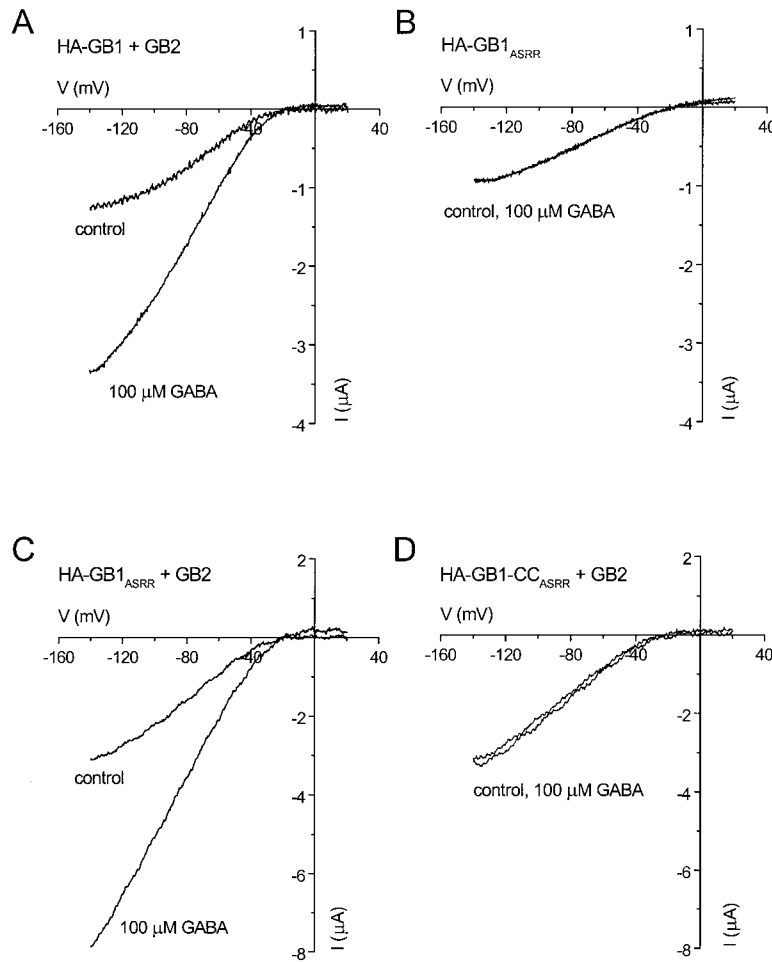 A
HA-GB1 + GB2
V (mV)
-160 -120 -80 -40 40
1
-1
-2
-3
-4
control
100 μM GABA
I (μA)
B
HA-GB1ASRR
V (mV)
-160 -120 -80 -40 40
1
-1
-2
-3
-4
control, 100 μM GABA
I (μA)
C
HA-GB1ASRR + GB2
V (mV)
-160 -120 -80 -40 40
2
-2
-4
-6
-8
control
100 μM GABA
I (μA)
D
HA-GB1-CCASRR + GB2
V (mV)
-160 -120 -80 -40 40
2
-2
-4
-6
-8
control, 100 μM GABA
I (μA)